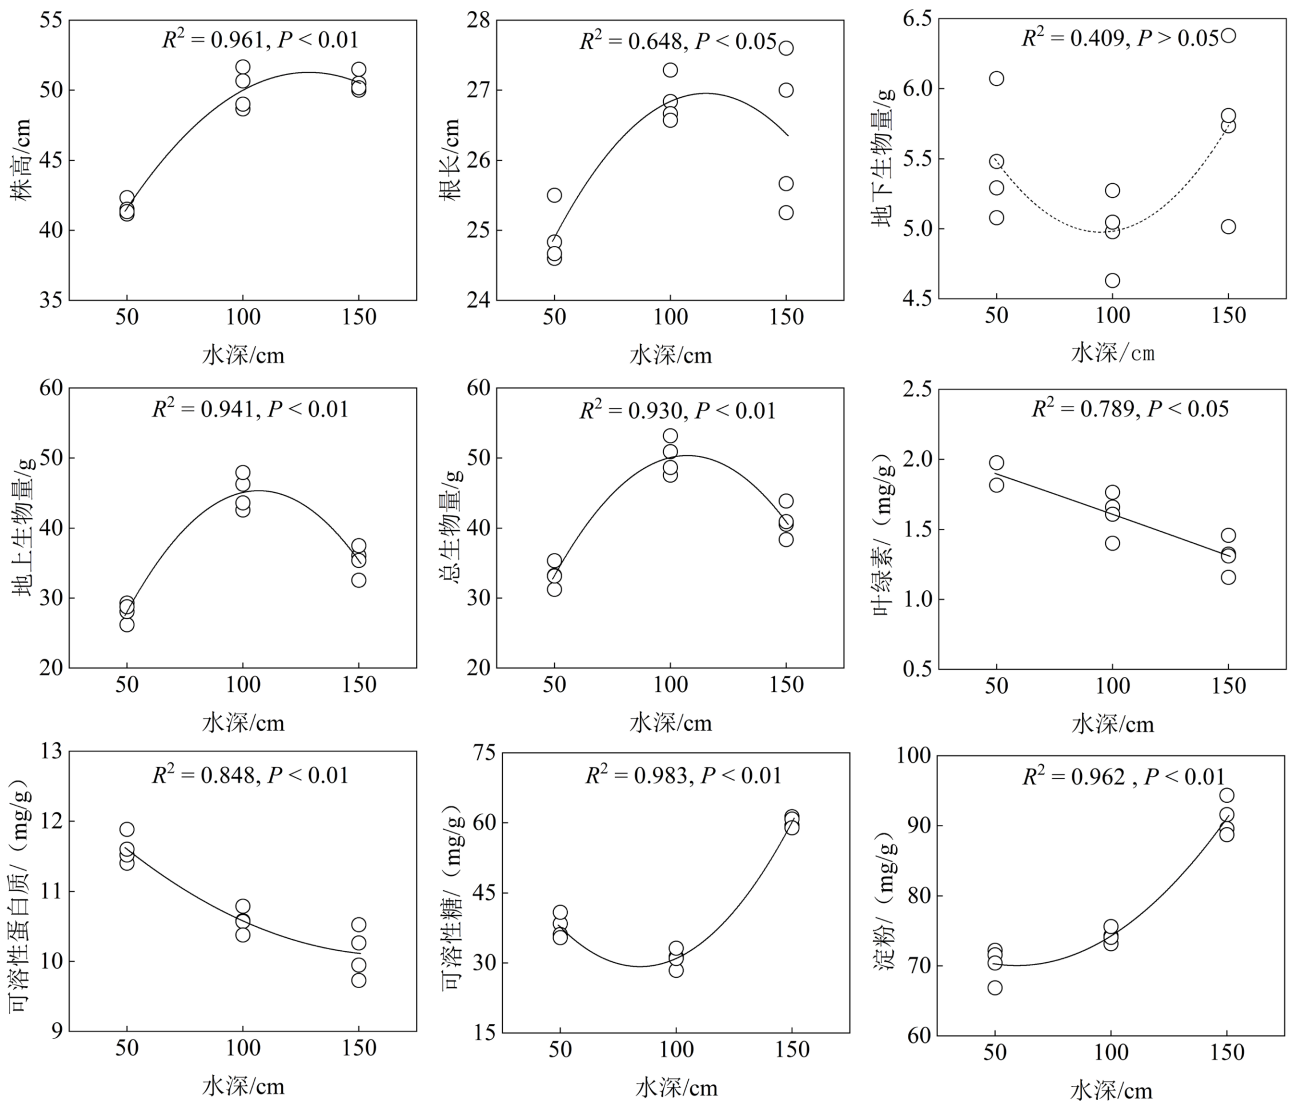 R² = 0.961, P < 0.01
株高/cm
55
50
45
40
35
50 100 150
水深/cm
R² = 0.648, P < 0.05
根长/cm
28
27
26
25
24
50 100 150
水深/cm
R² = 0.409, P > 0.05
地下生物量/g
6.5
6.0
5.5
5.0
4.5
50 100 150
水深/cm
R² = 0.941, P < 0.01
地上生物量/g
60
50
40
30
20
50 100 150
水深/cm
R² = 0.930, P < 0.01
总生物量/g
60
50
40
30
20
50 100 150
水深/cm
R² = 0.789, P < 0.05
叶绿素/（mg/g）
2.5
2.0
1.5
1.0
0.5
50 100 150
水深/cm
R² = 0.848, P < 0.01
可溶性蛋白质/（mg/g）
13
12
11
10
9
50 100 150
水深/cm
R² = 0.983, P < 0.01
可溶性糖/（mg/g）
75
60
45
30
15
50 100 150
水深/cm
R² = 0.962 , P < 0.01
淀粉/（mg/g）
100
90
80
70
60
50 100 150
水深/cm